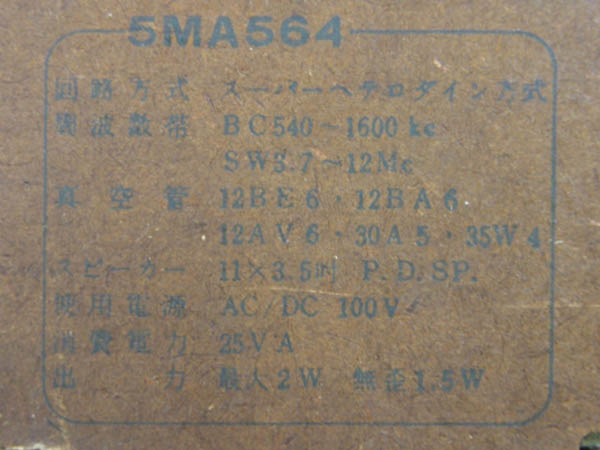 5MA564
回路方式 スーパーヘテロダイン方式
周波数帯 BC540~1600kc
SW3.7~12Mc
真空管 12BE6・12BA6
12AV6・30A5・35W4
スピーカー 11×3.5吋 P.D.SP.
使用電源 AC/DC 100V
消費電力 25VA
出力 最大2W 無歪1.5W